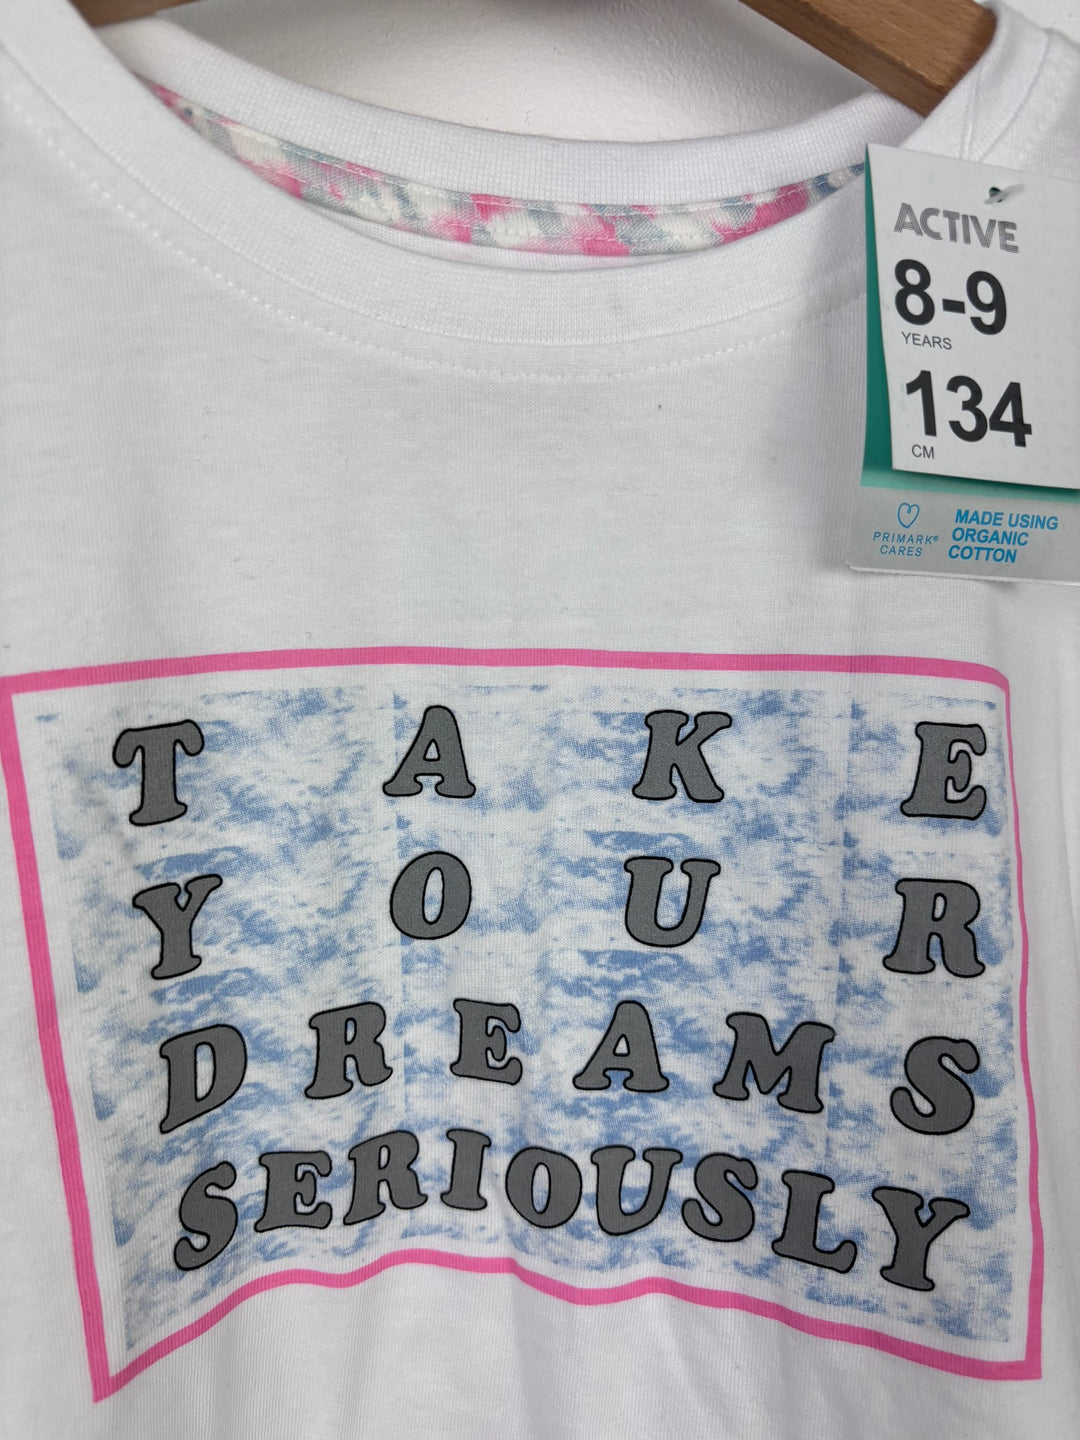 ACTIVE
8-9
YEARS
134
CM
PRIMARK®
CARES
MADE USING
ORGANIC
COTTON
TAKE
YOUR
DREAMS
SERIOUSLY